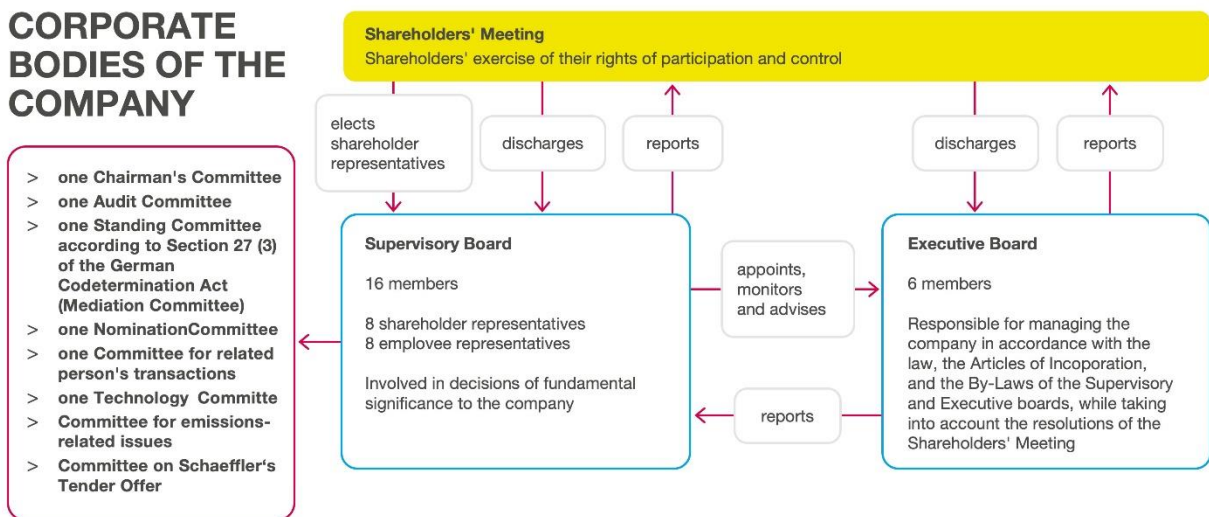 CORPORATE
BODIES OF THE
COMPANY
Shareholders' Meeting
Shareholders' exercise of their rights of participation and control
elects
shareholder
representatives
discharges
reports
discharges
reports
> one Chairman's Committee
> one Audit Committee
> one Standing Committee
according to Section 27 (3)
of the German
Codetermination Act
(Mediation Committee)
> one NominationCommittee
> one Committee for related
person's transactions
> one Technology Committe
> Committee for emissions-
related issues
> Committee on Schaeffler‘s
Tender Offer
Supervisory Board
16 members
8 shareholder representatives
8 employee representatives
Involved in decisions of fundamental
significance to the company
appoints,
monitors
and advises
reports
Executive Board
6 members
Responsible for managing the
company in accordance with the
law, the Articles of Incoporation,
and the By-Laws of the Supervisory
and Executive boards, while taking
into account the resolutions of the
Shareholders' Meeting